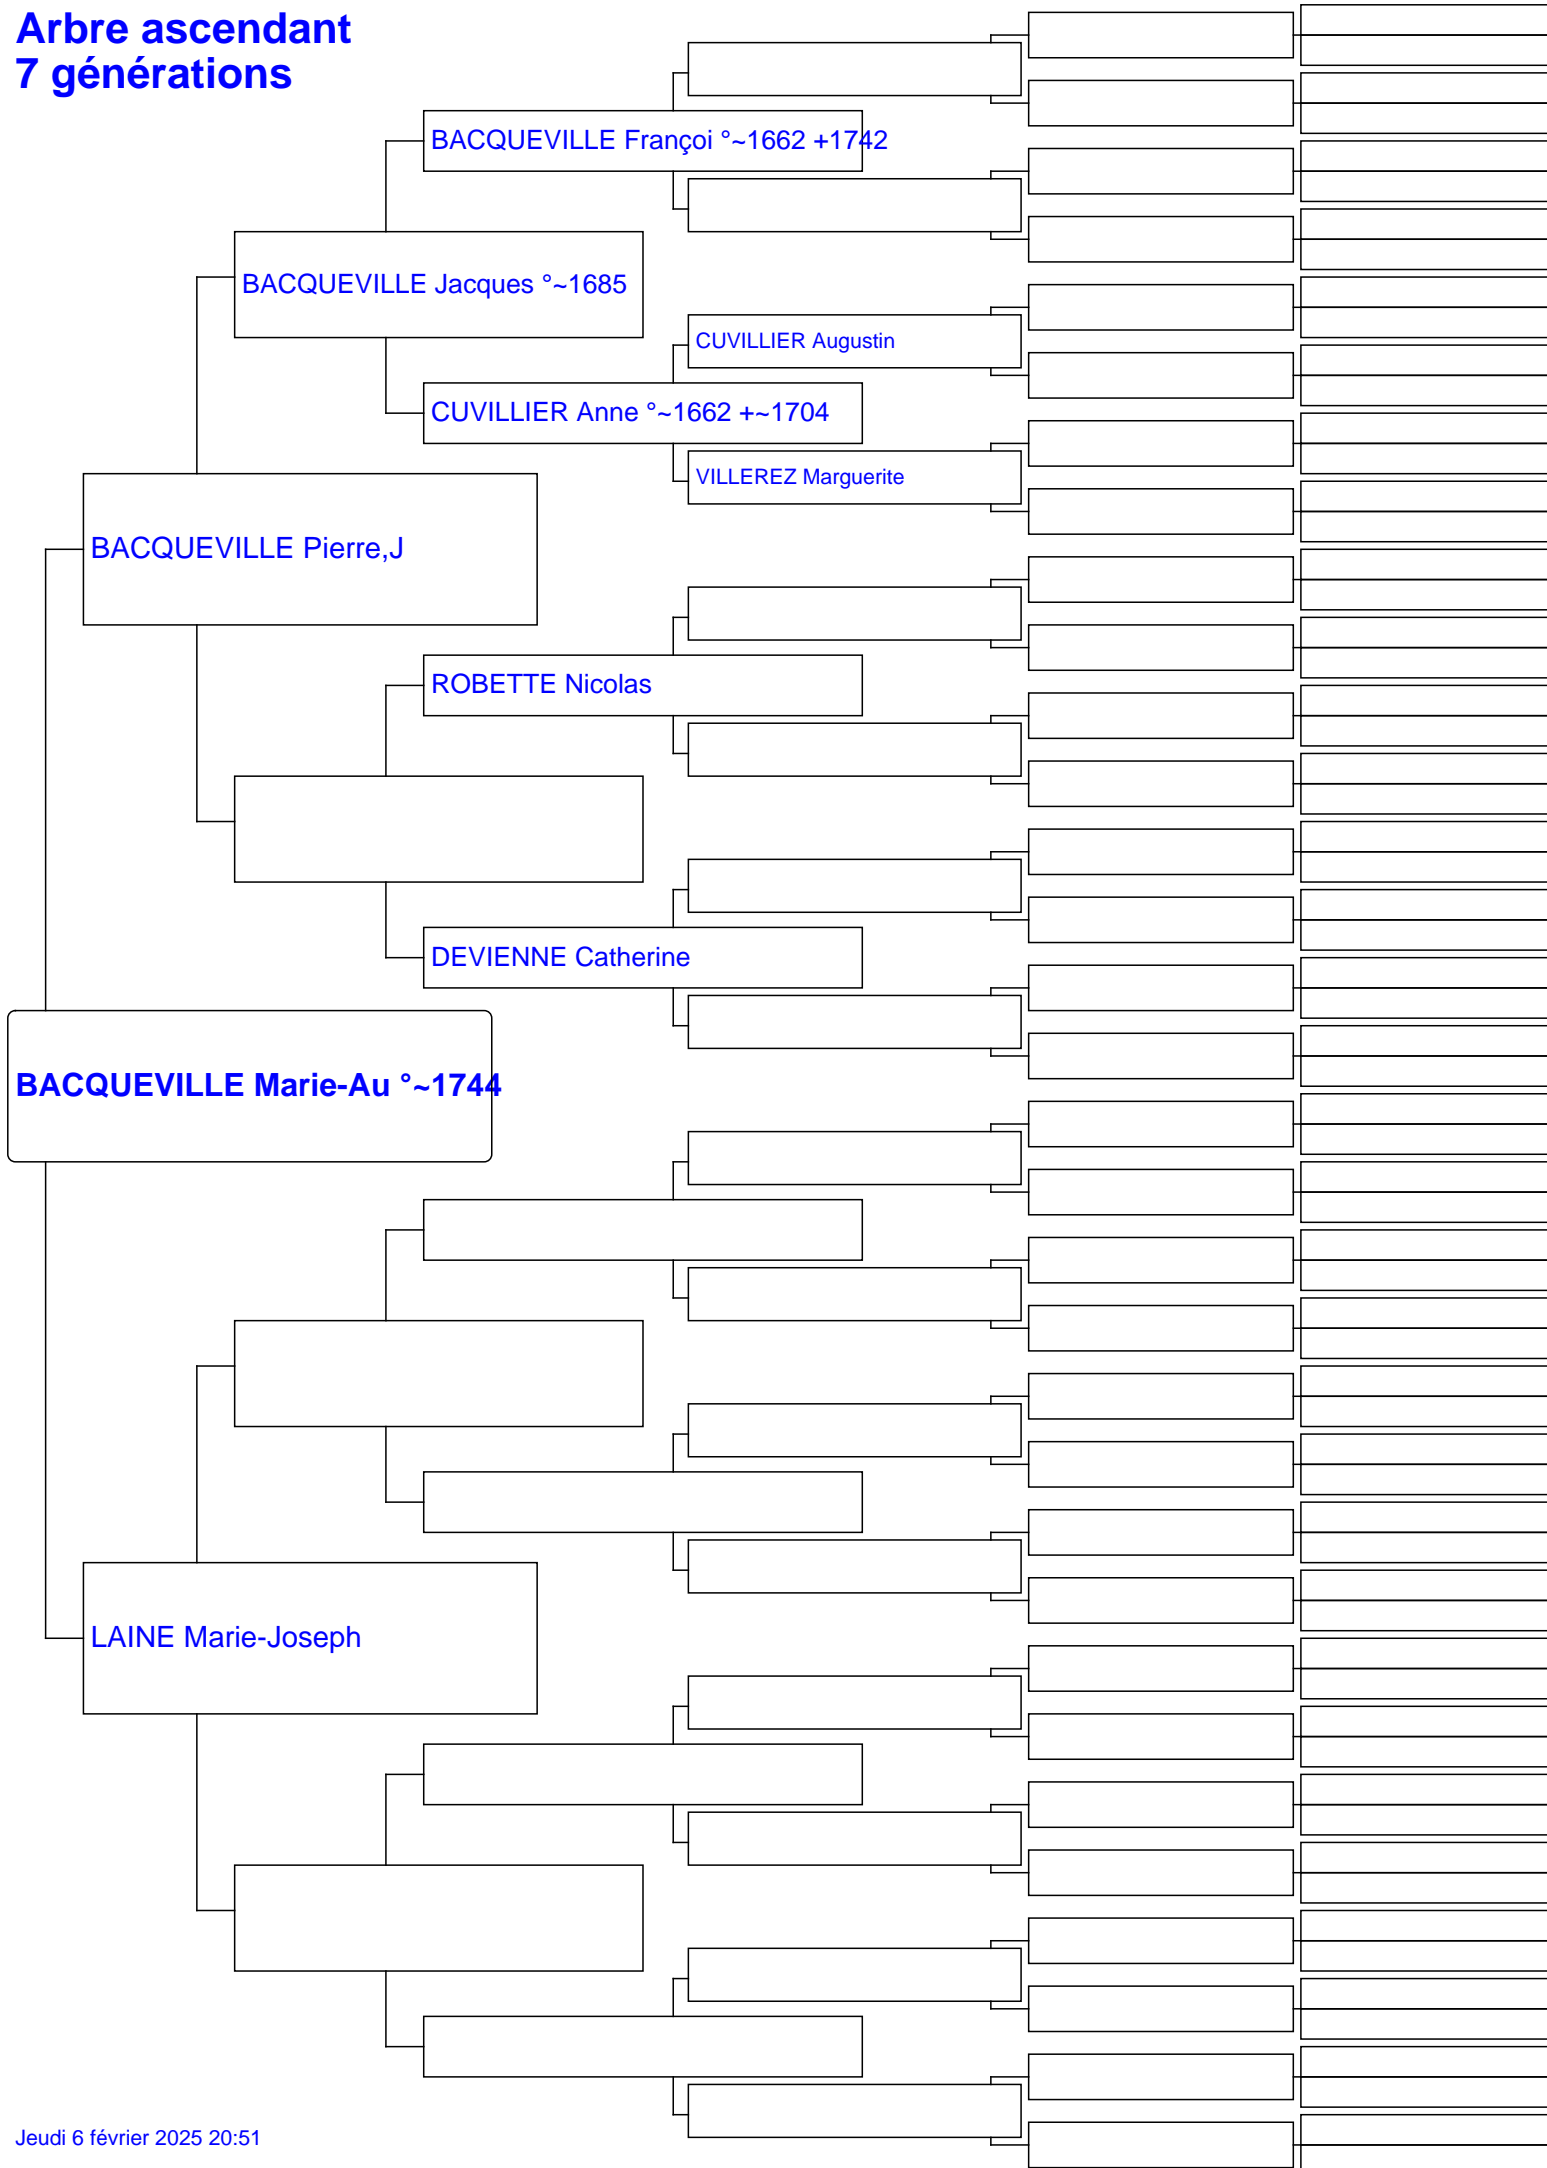 Arbre ascendant
7 générations
BACQUEVILLE Françoi °~1662 +1742
BACQUEVILLE Jacques °~1685
CUVILLIER Augustin
CUVILLIER Anne °~1662 +~1704
VILLEREZ Marguerite
BACQUEVILLE Pierre,J
ROBETTE Nicolas
DEVIENNE Catherine
BACQUEVILLE Marie-Au °~1744
LAINE Marie-Joseph
Jeudi 6 février 2025 20:51